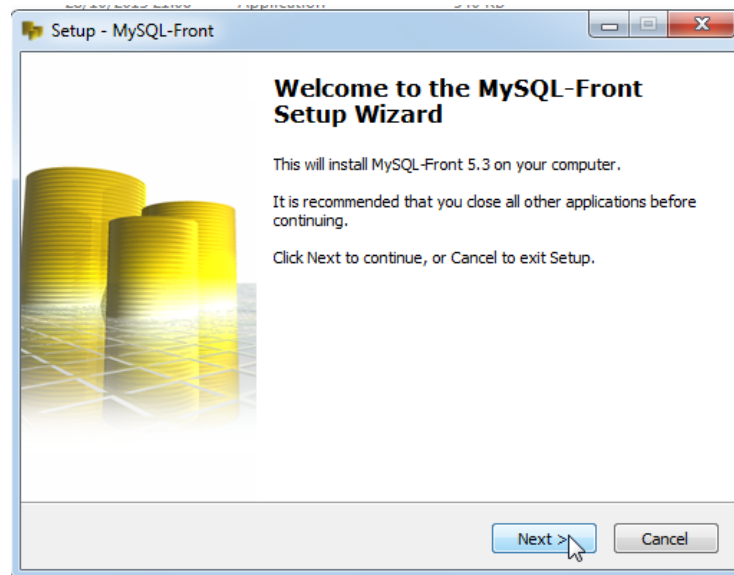 Setup - MySQL-Front
Welcome to the MySQL-Front
Setup Wizard
This will install MySQL-Front 5.3 on your computer.
It is recommended that you close all other applications before
continuing.
Click Next to continue, or Cancel to exit Setup.
Next >
Cancel